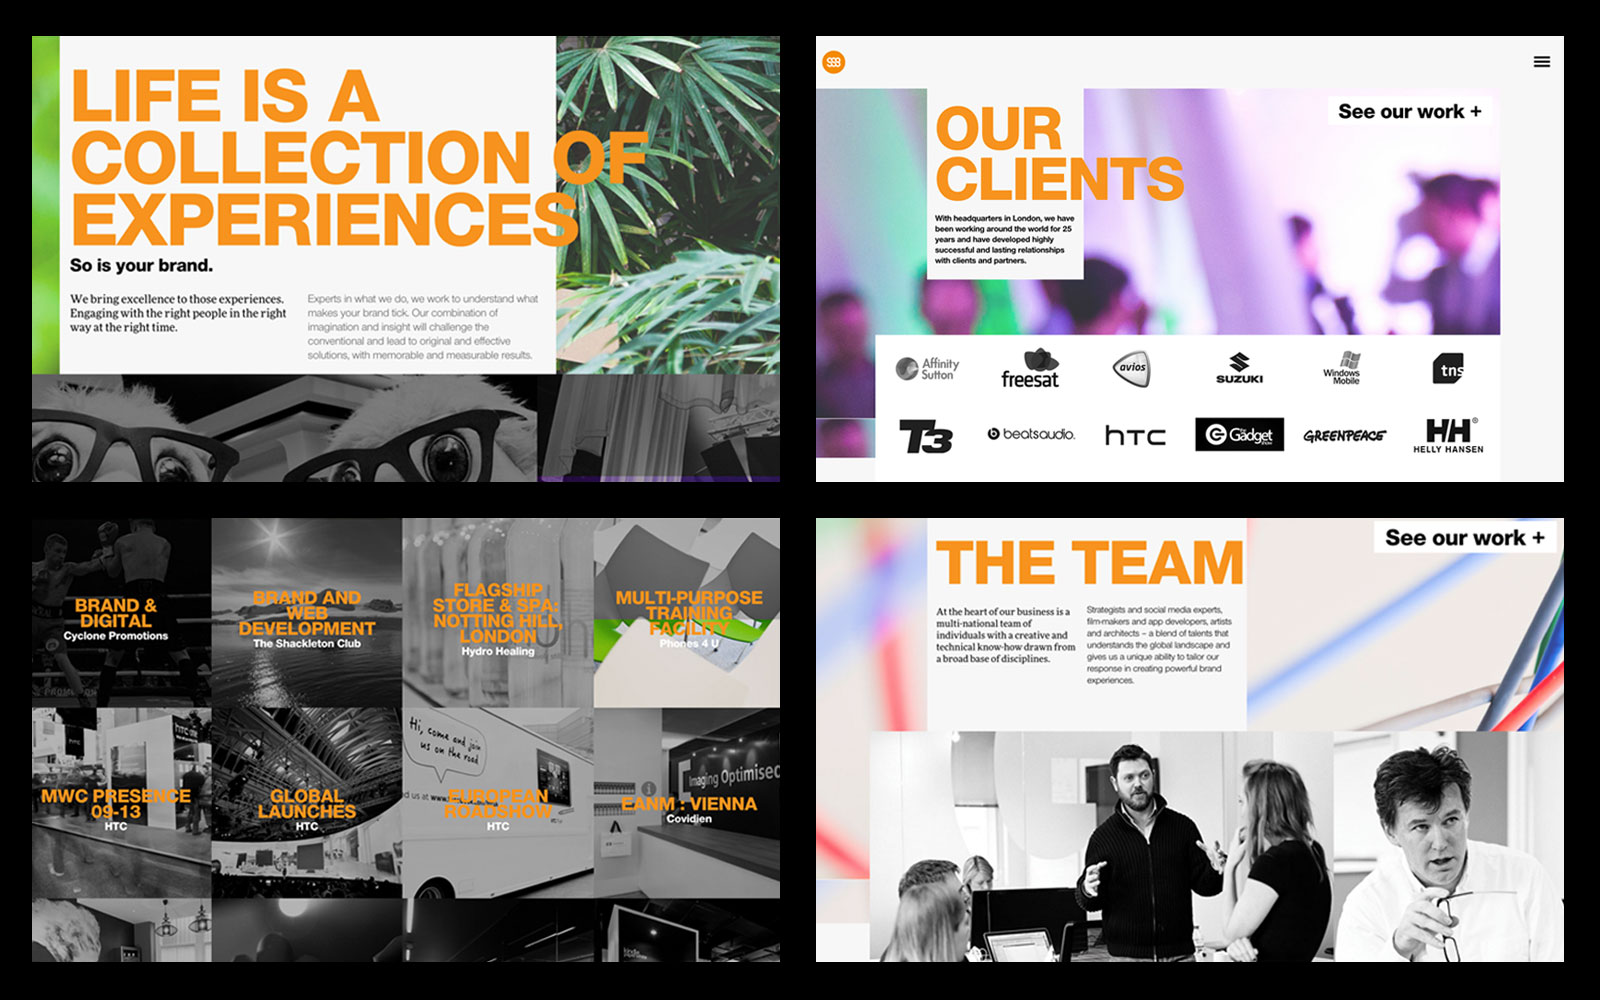 LIFE IS A
COLLECTION OF
EXPERIENCES
So is your brand.
We bring excellence to those experiences.
Engaging with the right people in the right
way at the right time.
Experts in what we do, we work to understand what
makes your brand tick. Our combination of
imagination and insight will challenge the
conventional and lead to original and effective
solutions, with memorable and measurable results.
See our work +
OUR
CLIENTS
With headquarters in London, we have
been working around the world for 25
years and have developed highly
successful and lasting relationships
with clients and partners.
Affinity
Sutton
freesat
avios
SUZUKI
Windows
Mobile
tns
T3
beatsaudio.
hTC
The Gadget
GREENPEACE
HH®
HELLY HANSEN
BRAND &
DIGITAL
Cyclone Promotions
BRAND AND
WEB
DEVELOPMENT
The Shackleton Club
FLAGSHIP
STORE & SPA:
NOTTING HILL,
LONDON
Hydro Healing
MULTI-PURPOSE
TRAINING
FACILITY
Phones 4 U
MWC PRESENCE
09-13
HTC
GLOBAL
LAUNCHES
HTC
Hi, come and join
us on the road
d us at www.
EUROPEAN
ROADSHOW
HTC
Imaging Optimised
EANM : VIENNA
Covidien
See our work +
THE TEAM
At the heart of our business is a
multi-national team of
individuals with a creative and
technical know-how drawn from
a broad base of disciplines.
Strategists and social media experts,
film-makers and app developers, artists
and architects – a blend of talents that
understands the global landscape and
gives us a unique ability to tailor our
response in creating powerful brand
experiences.